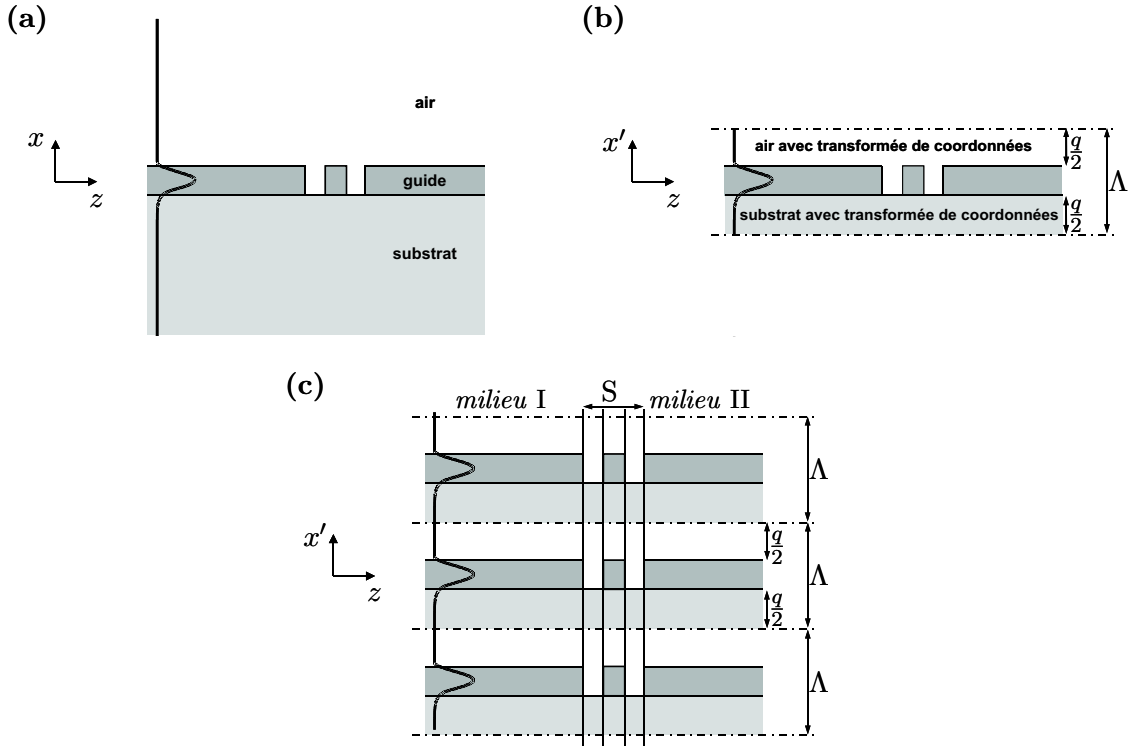 (a)
air
x
z
guide
substrat
(b)
x′
z
air avec transformée de coordonnées
substrat avec transformée de coordonnées
q/2
q/2
Λ
(c)
milieu I
S
milieu II
x′
z
Λ
q/2
Λ
q/2
Λ